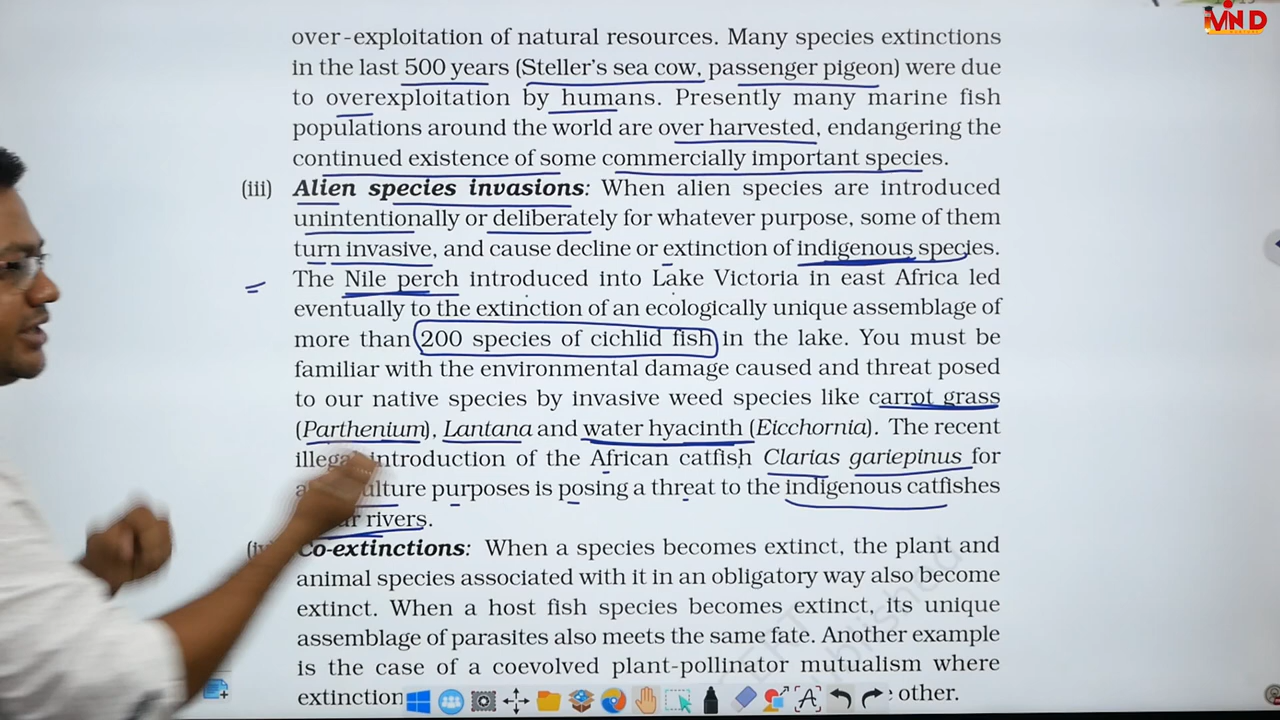 iMIND
over-exploitation of natural resources. Many species extinctions
in the last 500 years (Steller's sea cow, passenger pigeon) were due
to overexploitation by humans. Presently many marine fish
populations around the world are over harvested, endangering the
continued existence of some commercially important species.
(iii) Alien species invasions: When alien species are introduced
unintentionally or deliberately for whatever purpose, some of them
turn invasive, and cause decline or extinction of indigenous species.
The Nile perch introduced into Lake Victoria in east Africa led
eventually to the extinction of an ecologically unique assemblage of
more than 200 species of cichlid fish in the lake. You must be
familiar with the environmental damage caused and threat posed
to our native species by invasive weed species like carrot grass
(Parthenium), Lantana and water hyacinth (Eicchornia). The recent
illegal introduction of the African catfish Clarias gariepinus for
purposes is posing a threat to the indigenous catfishes
rivers.
Co-extinctions: When a species becomes extinct, the plant and
animal species associated with it in an obligatory way also become
extinct. When a host fish species becomes extinct, its unique
assemblage of parasites also meets the same fate. Another example
is the case of a coevolved plant-pollinator mutualism where
extinction other.